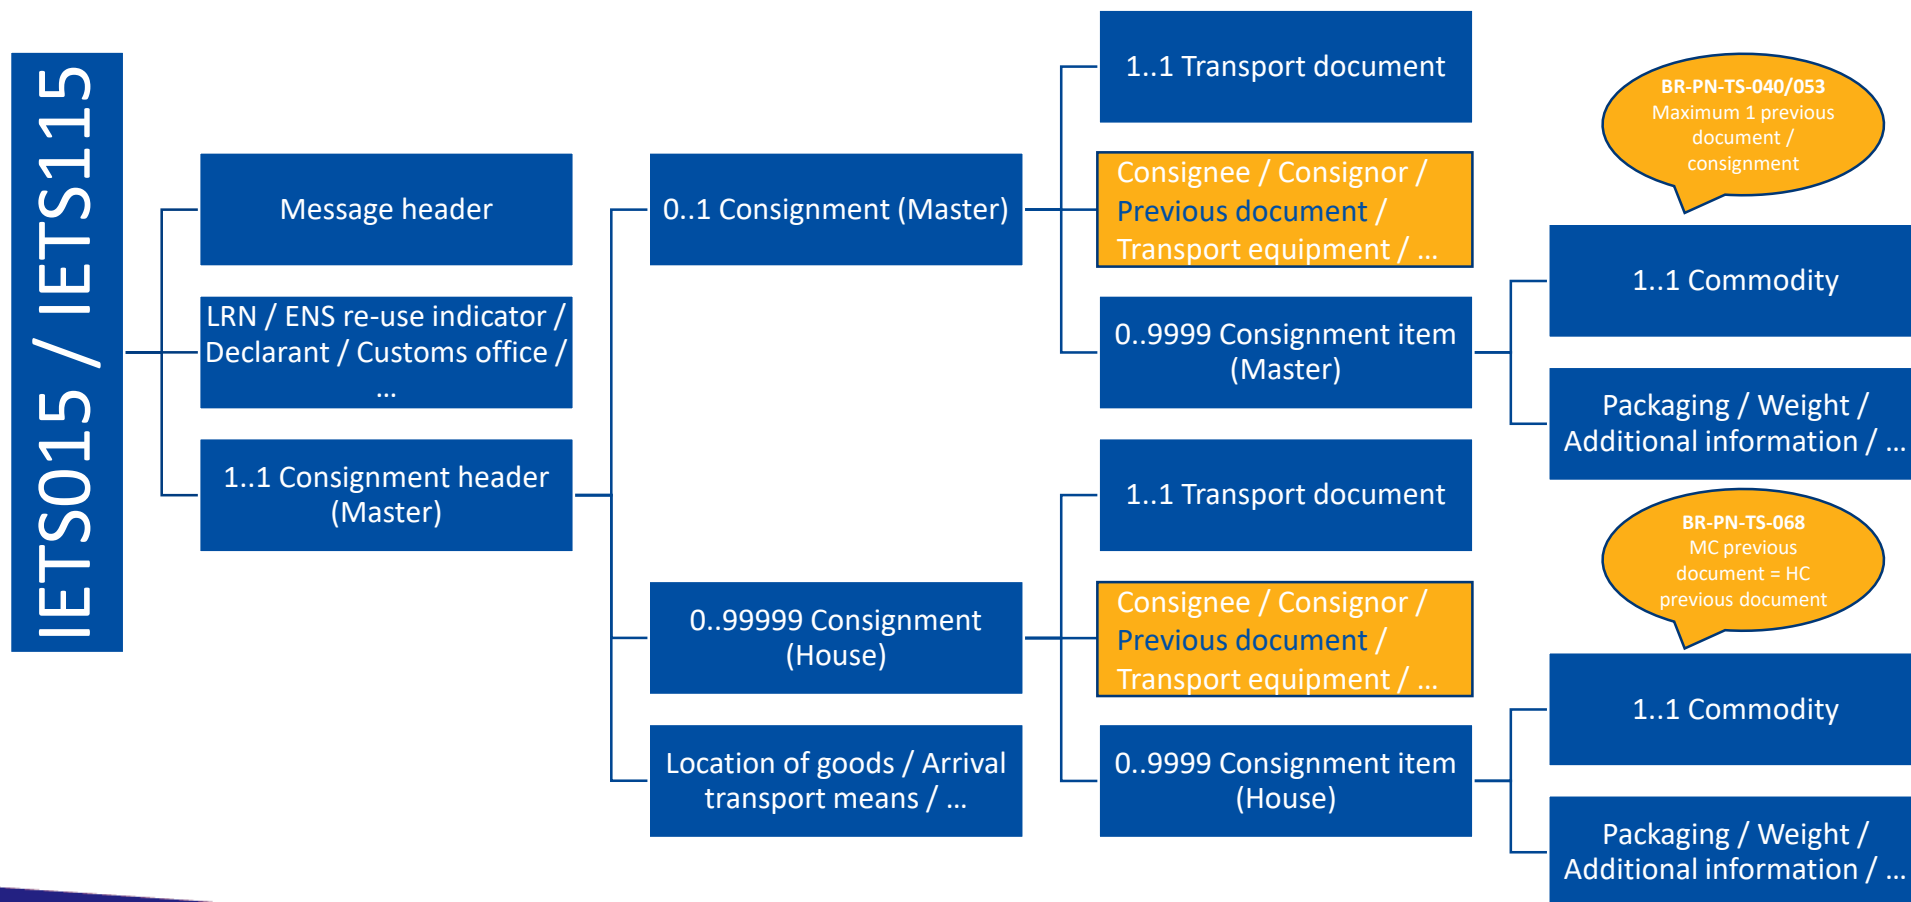 IETS015 / IETS115
Message header
LRN / ENS re-use indicator /
Declarant / Customs office /
...
1..1 Consignment header
(Master)
0..1 Consignment (Master)
0..99999 Consignment
(House)
Location of goods / Arrival
transport means / ...
1..1 Transport document
Consignee / Consignor /
Previous document /
Transport equipment / ...
0..9999 Consignment item
(Master)
1..1 Transport document
Consignee / Consignor /
Previous document /
Transport equipment / ...
0..9999 Consignment item
(House)
BR-PN-TS-040/053
Maximum 1 previous
document /
consignment
1..1 Commodity
Packaging / Weight /
Additional information / ...
BR-PN-TS-068
MC previous
document = HC
previous document
1..1 Commodity
Packaging / Weight /
Additional information / ...